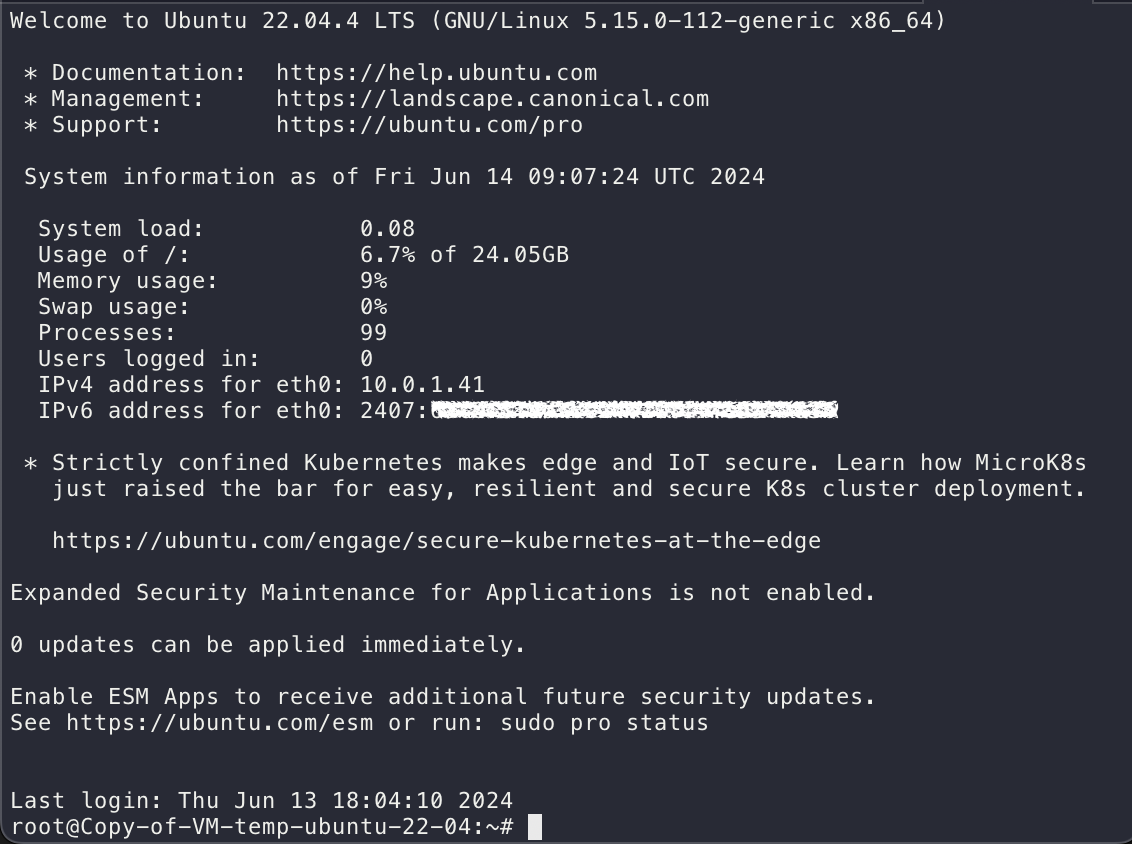 Welcome to Ubuntu 22.04.4 LTS (GNU/Linux 5.15.0-112-generic x86_64)
* Documentation: https://help.ubuntu.com
* Management: https://landscape.canonical.com
* Support: https://ubuntu.com/pro
System information as of Fri Jun 14 09:07:24 UTC 2024
System load: 0.08
Usage of /: 6.7% of 24.05GB
Memory usage: 9%
Swap usage: 0%
Processes: 99
Users logged in: 0
IPv4 address for eth0: 10.0.1.41
IPv6 address for eth0: 2407:
* Strictly confined Kubernetes makes edge and IoT secure. Learn how MicroK8s
just raised the bar for easy, resilient and secure K8s cluster deployment.
https://ubuntu.com/engage/secure-kubernetes-at-the-edge
Expanded Security Maintenance for Applications is not enabled.
0 updates can be applied immediately.
Enable ESM Apps to receive additional future security updates.
See https://ubuntu.com/esm or run: sudo pro status
Last login: Thu Jun 13 18:04:10 2024
root@Copy-of-VM-temp-ubuntu-22-04:~#